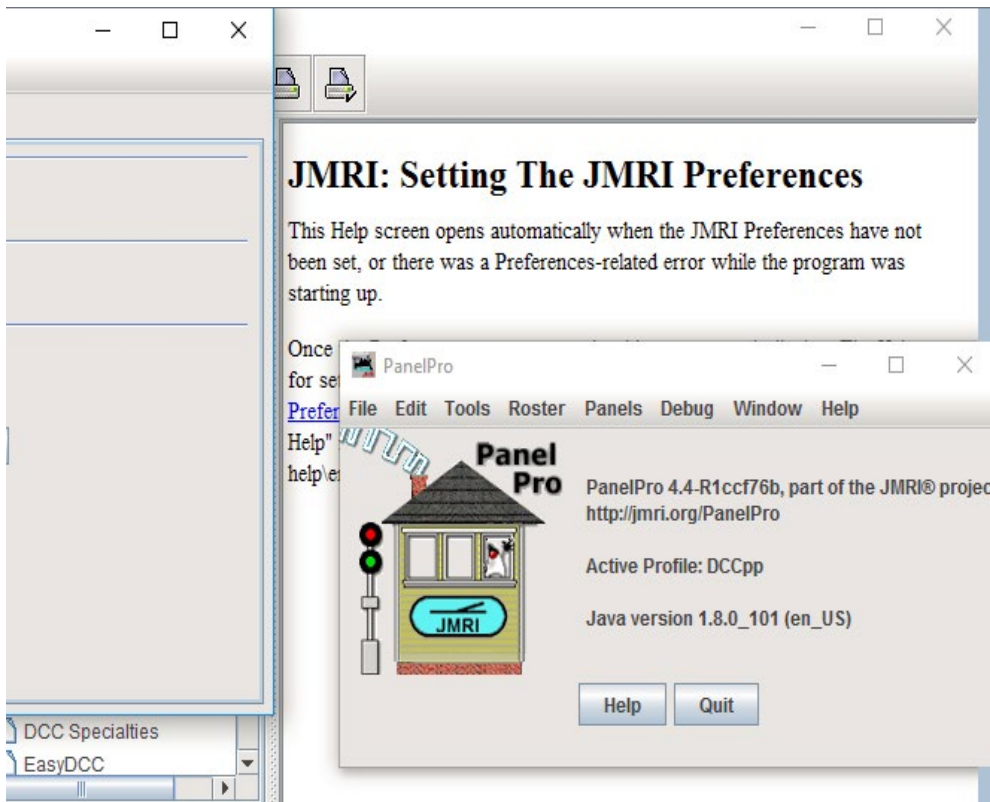 JMRI: Setting The JMRI Preferences
This Help screen opens automatically when the JMRI Preferences have not
been set, or there was a Preferences-related error while the program was
starting up.
Once
for
Help"
PanelPro
File Edit Tools Roster Panels Debug Window Help
Panel
Pro
JMRI
PanelPro 4.4-R1ccf76b, part of the JMRI®
http://jmri.org/PanelPro
Active Profile: DCCpp
Java version 1.8.0_101 (en_US)
Help Quit
DCC Specialties
EasyDCC